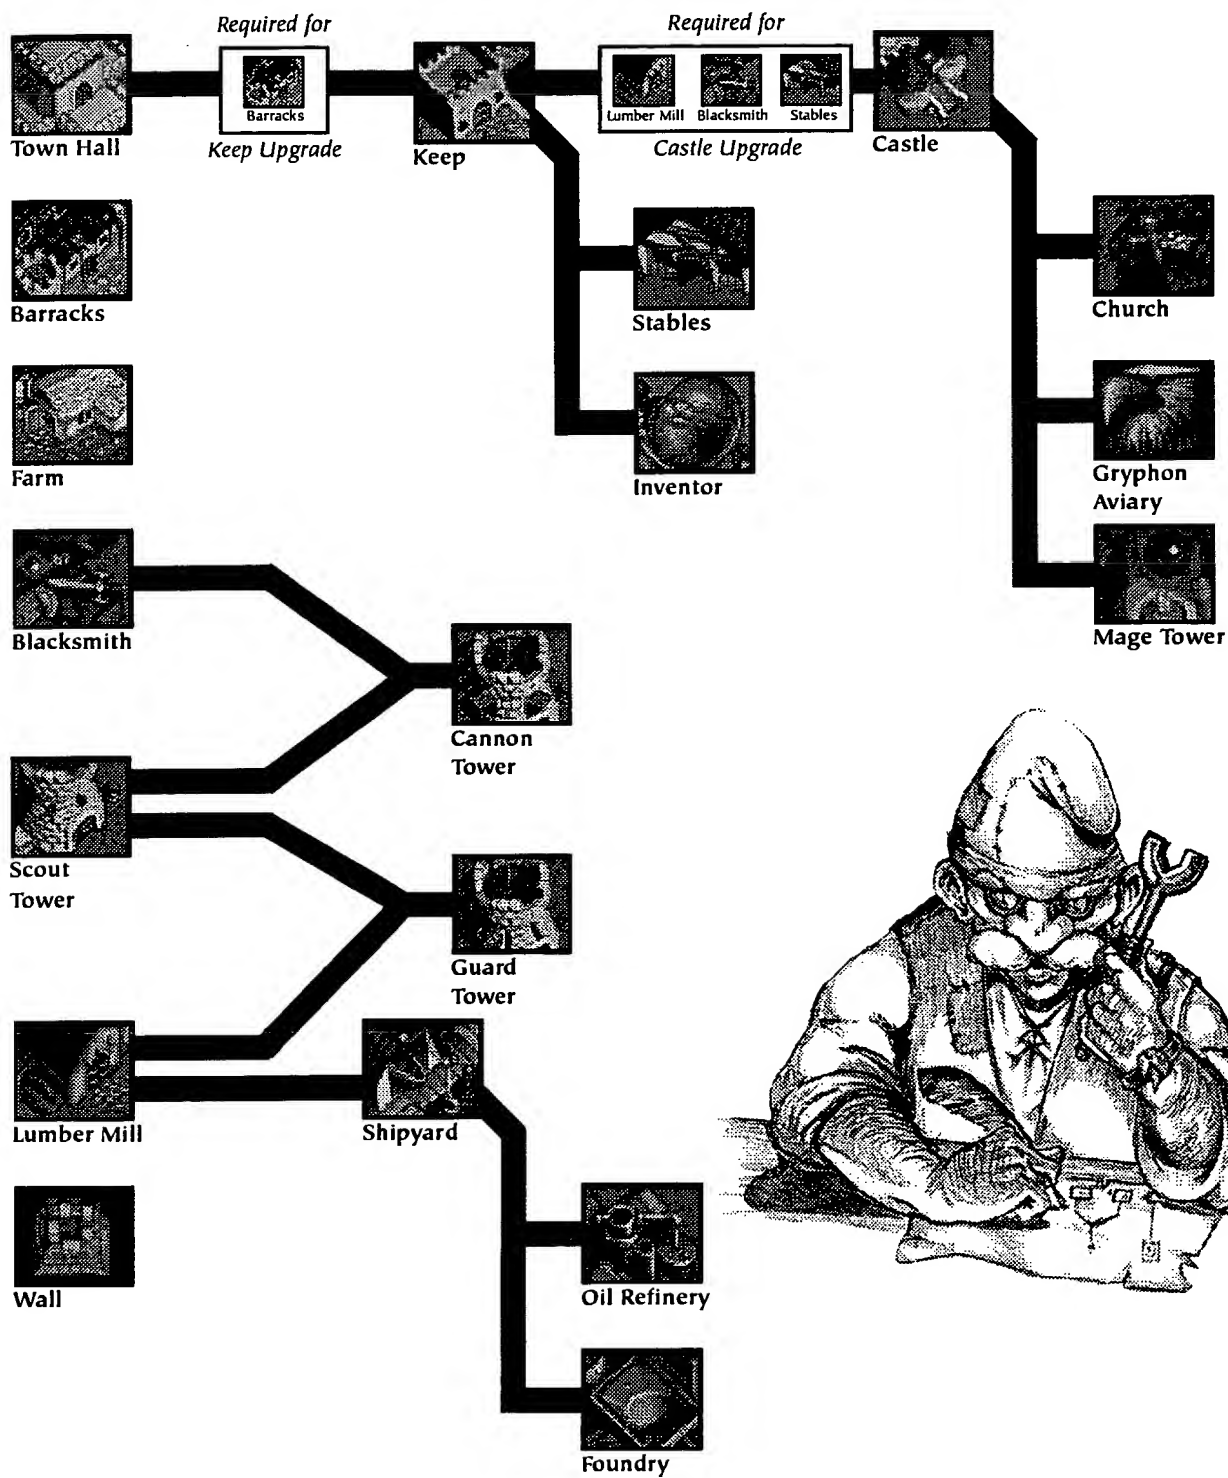 Required for
Required for
Barracks
Lumber Mill Blacksmith Stables
Town Hall
Keep Upgrade
Keep
Castle Upgrade
Castle
Barracks
Stables
Church
Farm
Inventor
Gryphon
Aviary
Blacksmith
Mage Tower
Cannon
Tower
Scout
Tower
Guard
Tower
Lumber Mill
Shipyard
Wall
Oil Refinery
Foundry